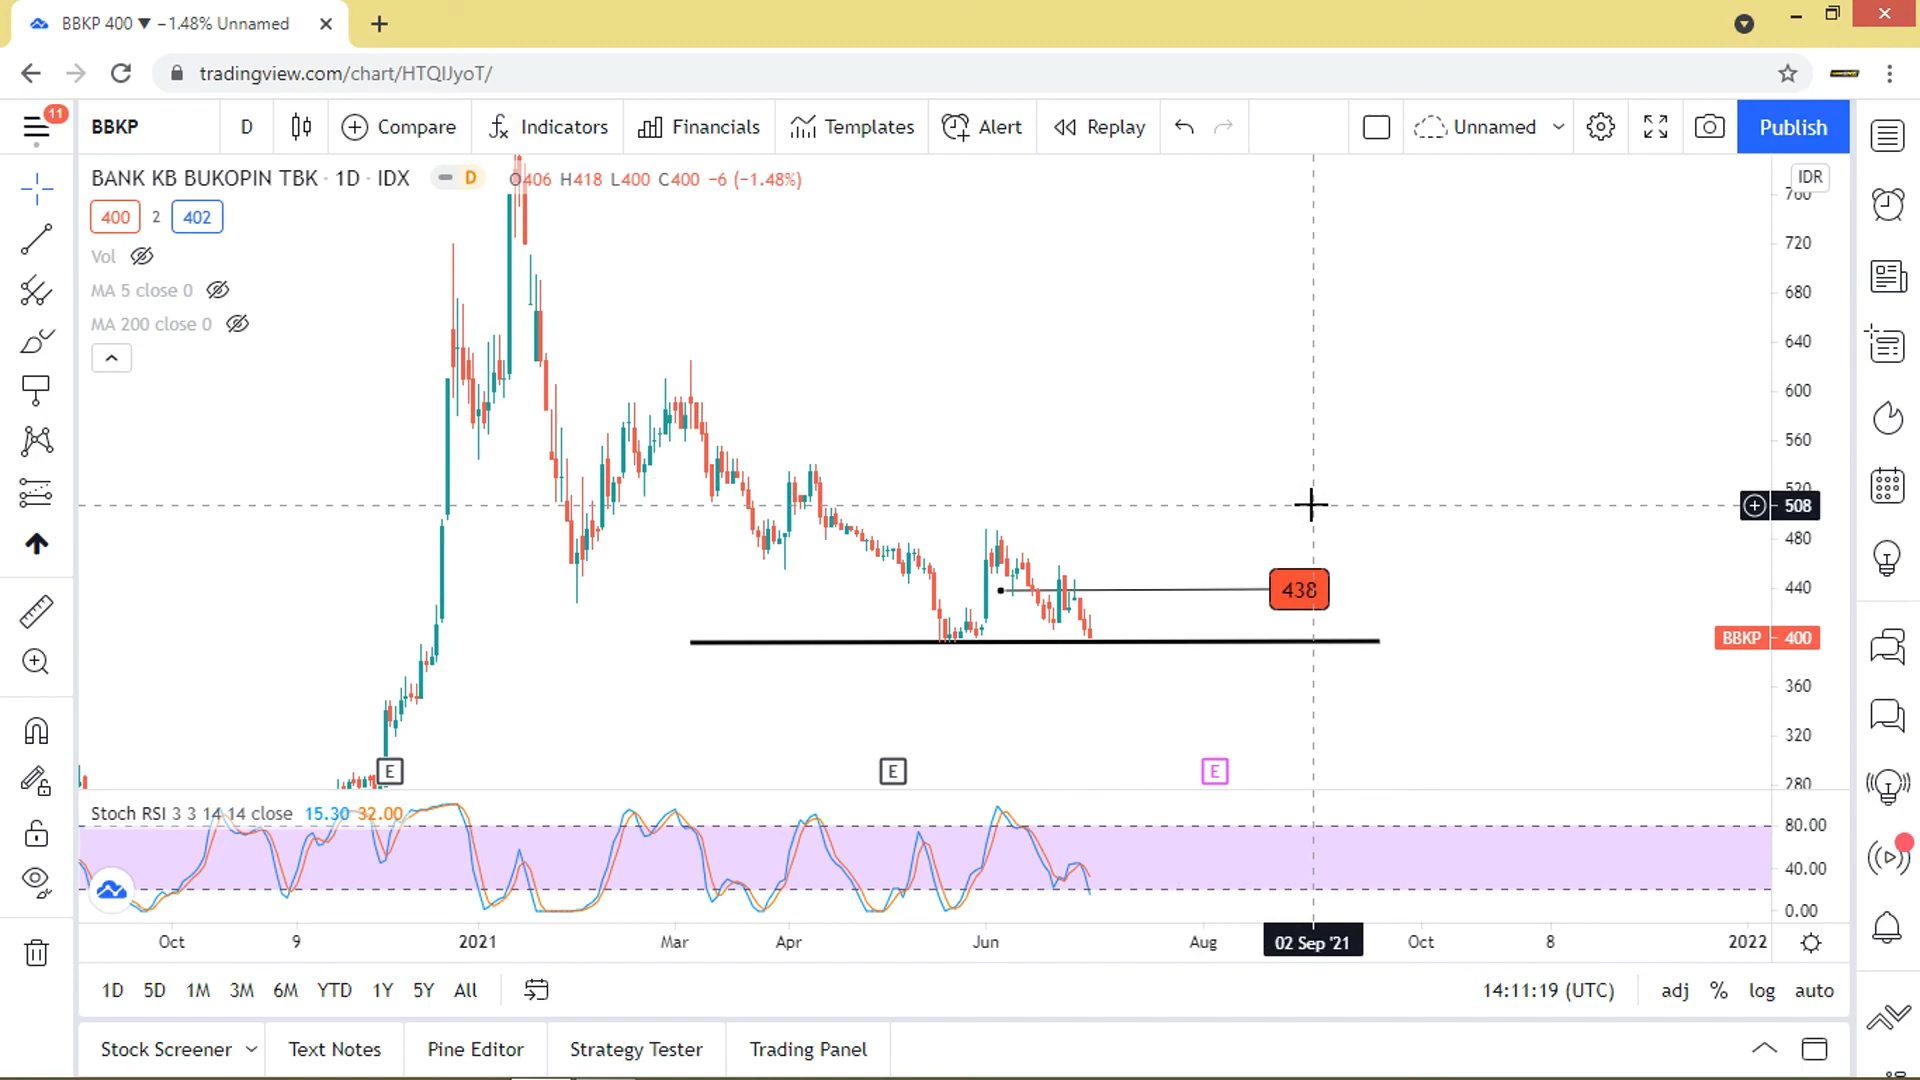 BBKP 400 ▼ −1.48% Unnamed
tradingview.com/chart/HTQIJyoT/
11
BBKP
D
Compare
Indicators
Financials
Templates
Alert
Replay
Unnamed
Publish
BANK KB BUKOPIN TBK · 1D · IDX
D
O406 H418 L400 C400 −6 (−1.48%)
IDR
400 2 402
Vol
MA 5 close 0
MA 200 close 0
760
720
680
640
600
560
520
508
480
440
438
BBKP 400
360
320
280
E
E
E
Stoch RSI 3 3 14 14 close 15.30 32.00
80.00
40.00
0.00
Oct 9 2021 Mar Apr Jun Aug 02 Sep '21 Oct 8 2022
1D 5D 1M 3M 6M YTD 1Y 5Y All
14:11:19 (UTC) adj % log auto
Stock Screener Text Notes Pine Editor Strategy Tester Trading Panel